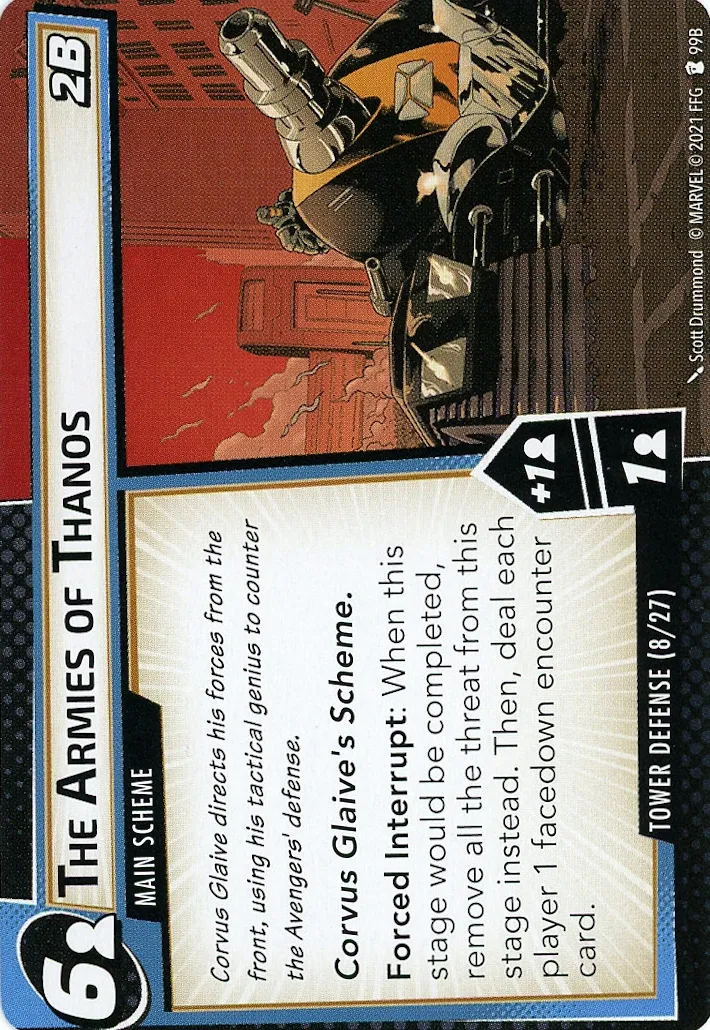 6
THE ARMIES OF THANOS
2B
MAIN SCHEME
Corvus Glaive directs his forces from the
front, using his tactical genius to counter
the Avengers' defense.
Corvus Glaive's Scheme.
Forced Interrupt: When this
stage would be completed,
remove all the threat from this
stage instead. Then, deal each
player 1 facedown encounter
card.
+1
1
TOWER DEFENSE (8/27)
Scott Drummond © MARVEL © 2021 FFG 99B